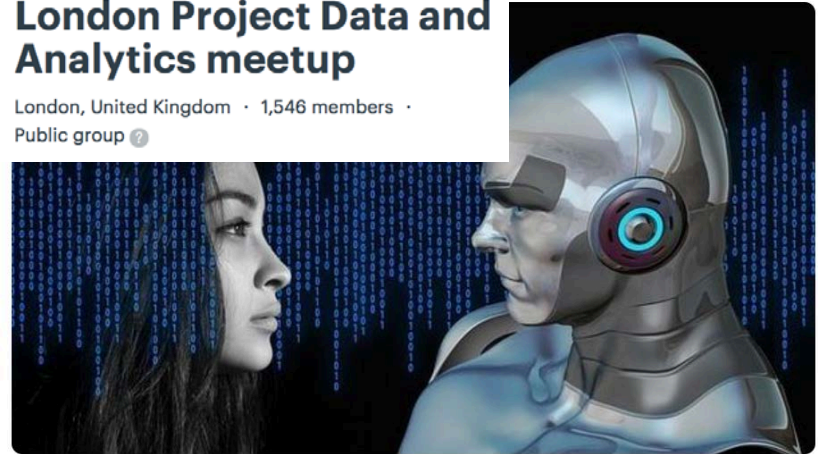 London Project Data and
Analytics meetup
London, United Kingdom · 1,546 members ·
Public group ?